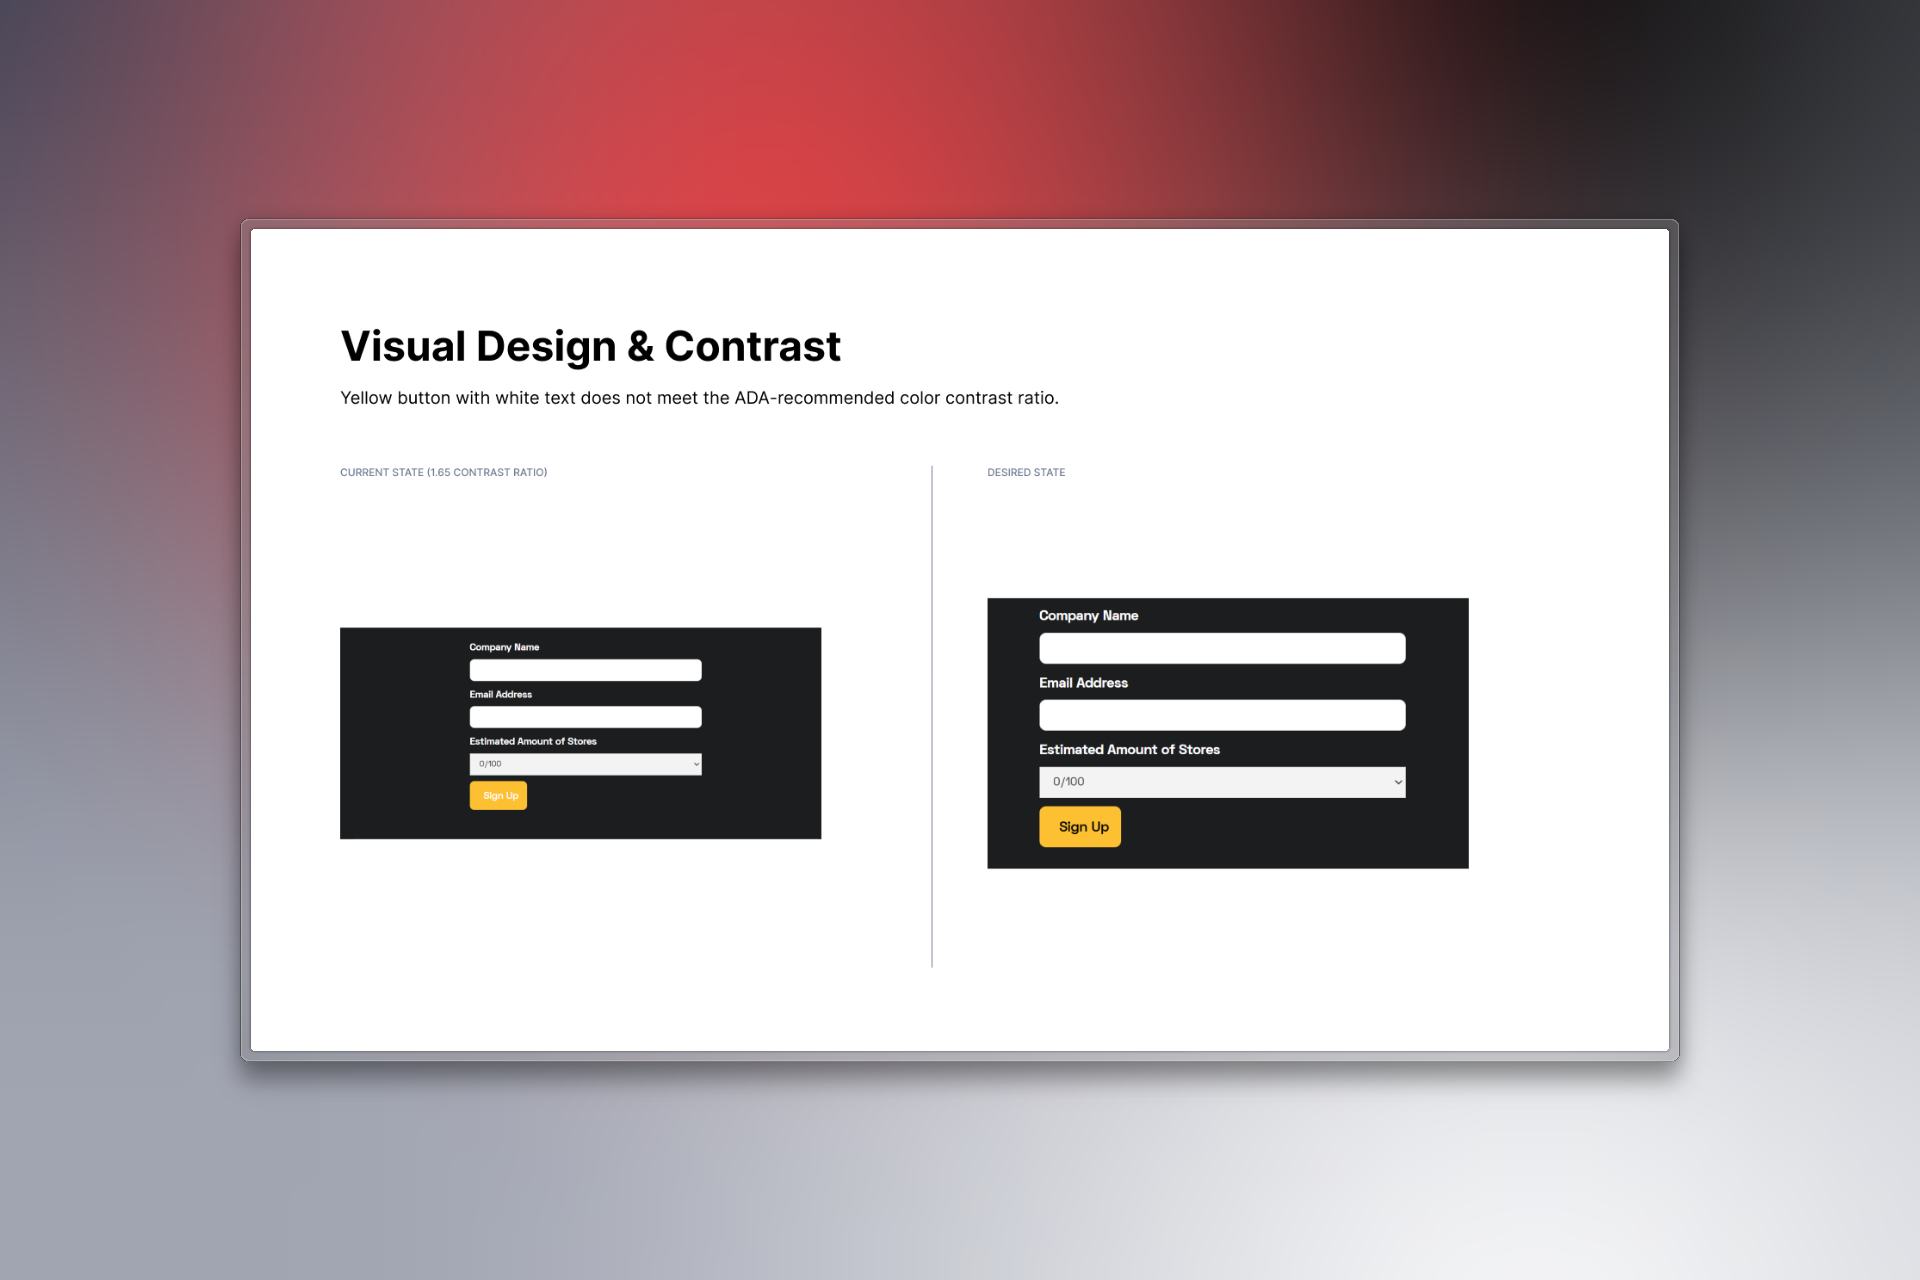 Visual Design & Contrast
Yellow button with white text does not meet the ADA-recommended color contrast ratio.
CURRENT STATE (1.65 CONTRAST RATIO)
Company Name
Email Address
Estimated Amount of Stores
0/100
Sign Up
DESIRED STATE
Company Name
Email Address
Estimated Amount of Stores
0/100
Sign Up